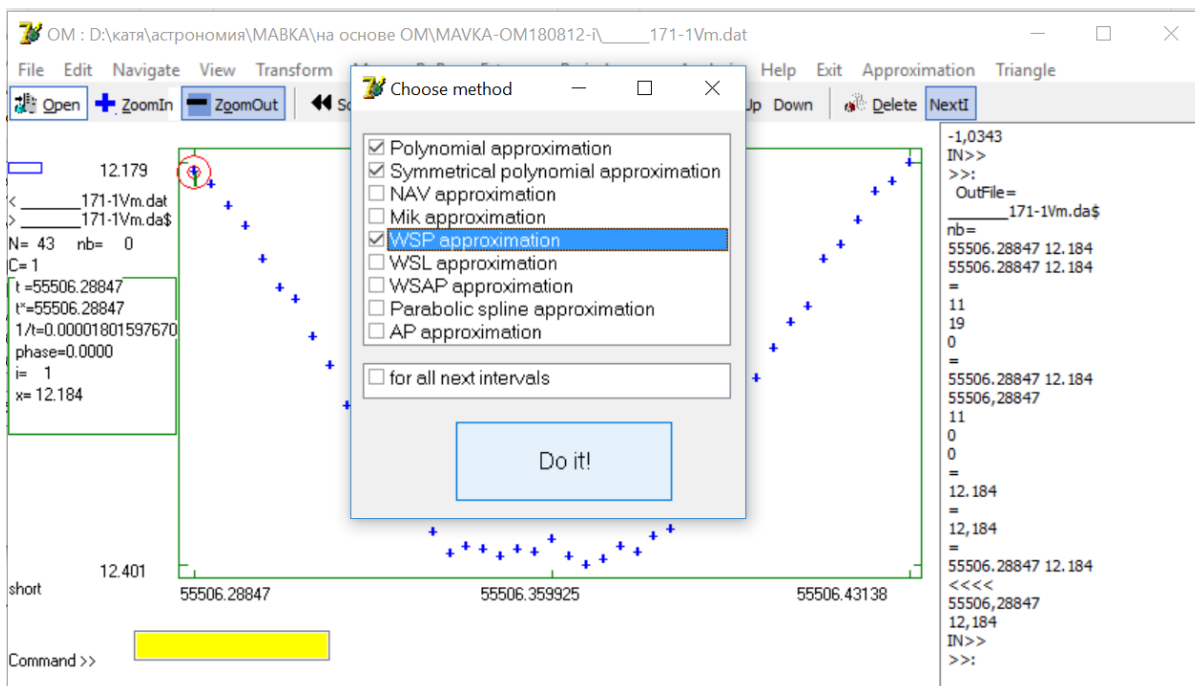 OM : D:\катя\астрономия\МАВКА\на основе ОМ\MAVKA-OM180812-i\_____171-1Vm.dat
File Edit Navigate View Transform Help Exit Approximation Triangle
Open ZoomIn ZoomOut Down Delete NextI
Choose method
Polynomial approximation
Symmetrical polynomial approximation
NAV approximation
Mik approximation
WSP approximation
WSL approximation
WSAP approximation
Parabolic spline approximation
AP approximation
for all next intervals
Do it!
12.179
< _______171-1Vm.dat
> _______171-1Vm.da$
N= 43 nb= 0
C= 1
t =55506.28847
t*=55506.28847
1/t=0.00001801597670
phase=0.0000
i= 1
x= 12.184
12.401
short
55506.28847 55506.359925 55506.43138
Command >>
-1,0343
IN>>
>>:
OutFile=
_______171-1Vm.da$
nb=
55506.28847 12.184
55506.28847 12.184
=
11
19
0
=
55506.28847 12.184
55506,28847
11
0
0
=
12.184
=
12,184
=
55506.28847 12.184
<<<<
55506,28847
12,184
IN>>
>>: